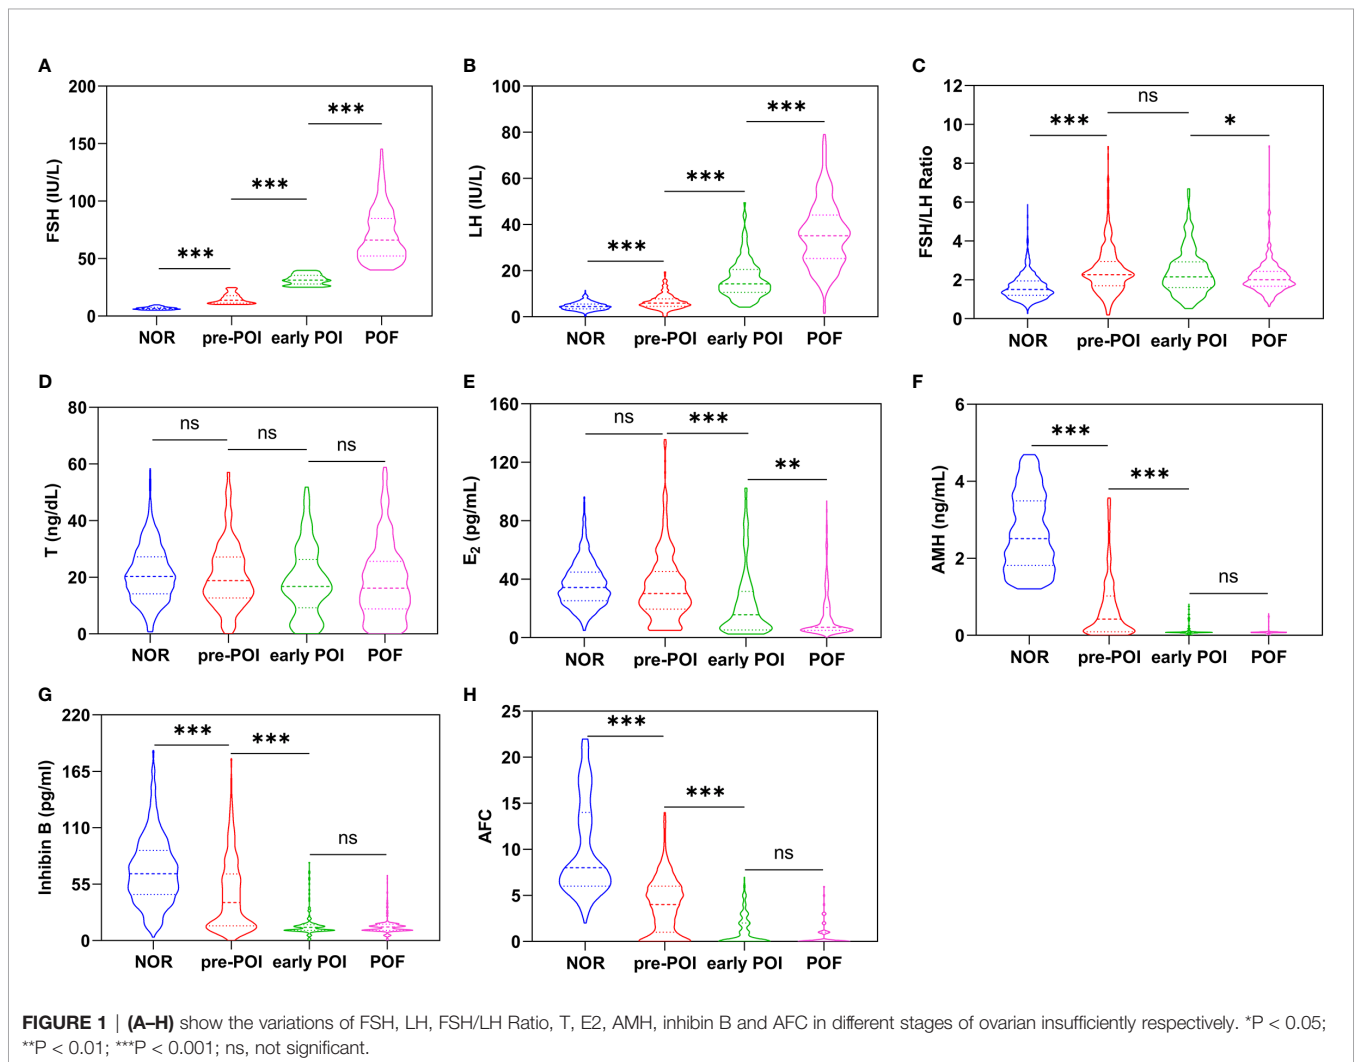 A
FSH (IU/L)
200
150
100
50
0
***
***
***
NOR pre-POI early POI POF
B
LH (IU/L)
100
80
60
40
20
0
***
***
***
NOR pre-POI early POI POF
C
FSH/LH Ratio
12
10
8
6
4
2
0
***
ns
*
NOR pre-POI early POI POF
D
T (ng/dL)
80
60
40
20
0
ns
ns
ns
NOR pre-POI early POI POF
E
E2 (pg/mL)
160
120
80
40
0
ns
***
**
NOR pre-POI early POI POF
F
AMH (ng/mL)
6
4
2
0
***
***
ns
NOR pre-POI early POI POF
G
Inhibin B (pg/ml)
220
165
110
55
0
***
***
ns
NOR pre-POI early POI POF
H
AFC
25
20
15
10
5
0
***
***
ns
NOR pre-POI early POI POF
FIGURE 1 | (A–H) show the variations of FSH, LH, FSH/LH Ratio, T, E2, AMH, inhibin B and AFC in different stages of ovarian insufficiently respectively. *P < 0.05;
**P < 0.01; ***P < 0.001; ns, not significant.